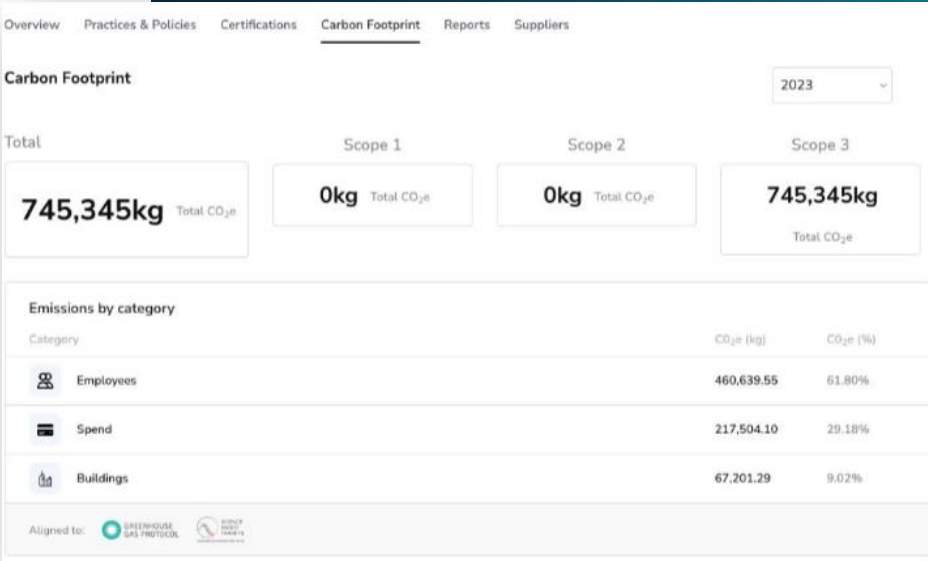 Overview Practices & Policies Certifications Carbon Footprint Reports Suppliers
Carbon Footprint
2023
Total Scope 1 Scope 2 Scope 3
745,345kg Total CO₂e
0kg Total CO₂e
0kg Total CO₂e
745,345kg
Total CO₂e
Emissions by category
Category CO₂e (kg) CO₂e (%)
Employees 460,639.55 61.80%
Spend 217,504.10 29.18%
Buildings 67,201.29 9.02%
Aligned to:
GREENHOUSE
GAS PROTOCOL
SCIENCE
BASED
TARGETS